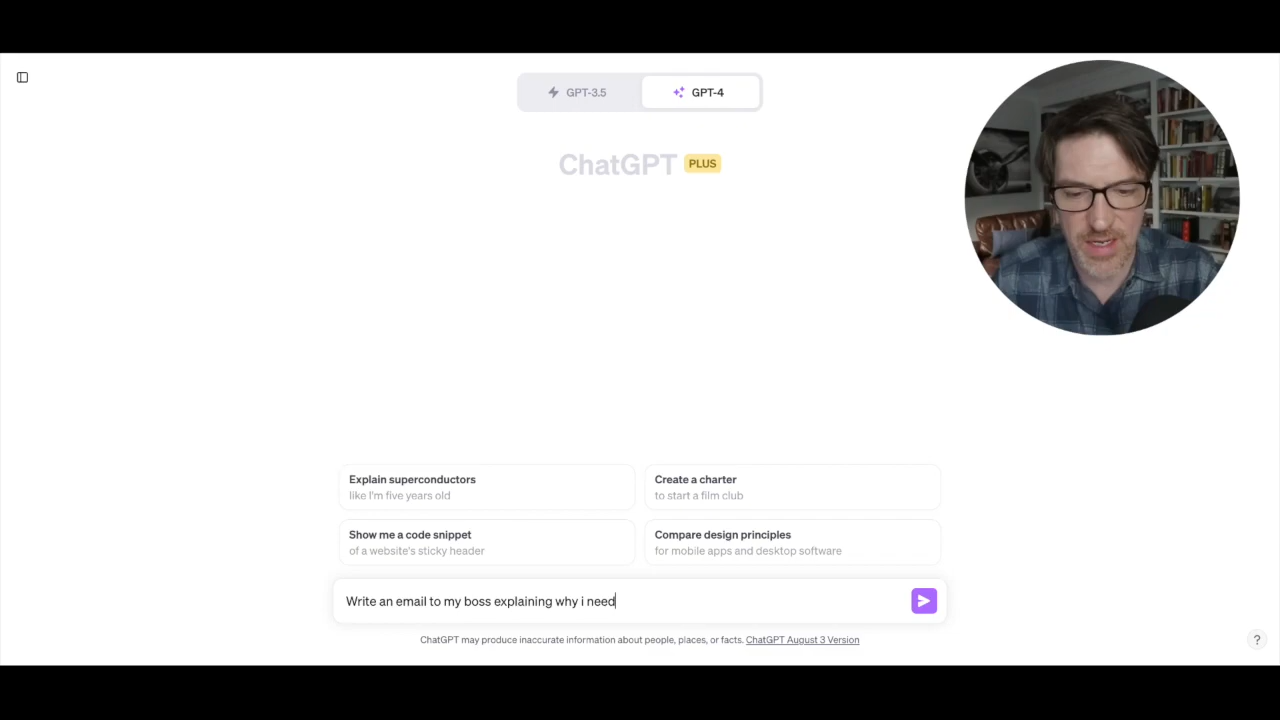 GPT-3.5
GPT-4
ChatGPT PLUS
Explain superconductors
like I'm five years old
Create a charter
to start a film club
Show me a code snippet
of a website's sticky header
Compare design principles
for mobile apps and desktop software
Write an email to my boss explaining why i need
ChatGPT may produce inaccurate information about people, places, or facts. ChatGPT August 3 Version
?